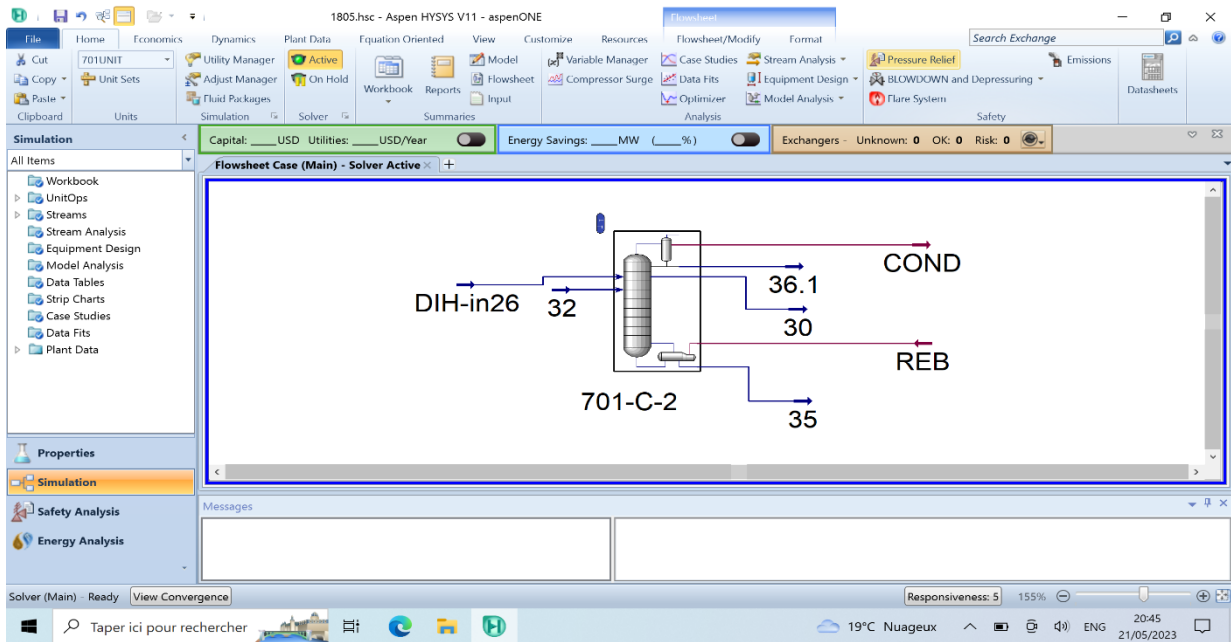 1805.hsc - Aspen HYSYS V11 - aspenONE
Flowsheet
File Home Economics Dynamics Plant Data Equation Oriented View Customize Resources Flowsheet/Modify Format Search Exchange
Cut 701UNIT Utility Manager Active Model Variable Manager Case Studies Stream Analysis Pressure Relief Emissions
Copy Unit Sets Adjust Manager On Hold Workbook Reports Flowsheet Compressor Surge Data Fits Equipment Design BLOWDOWN and Depressuring Datasheets
Paste Fluid Packages Input Optimizer Model Analysis Flare System
Clipboard Units Simulation Solver Summaries Analysis Safety
Simulation
Capital: ____USD Utilities: ____USD/Year Energy Savings: ____MW (____%) Exchangers - Unknown: 0 OK: 0 Risk: 0
All Items
Flowsheet Case (Main) - Solver Active
Workbook
UnitOps
Streams
Stream Analysis
Equipment Design
Model Analysis
Data Tables
Strip Charts
Case Studies
Data Fits
Plant Data
COND
36.1
DIH-in26
32
30
REB
701-C-2
35
Properties
Simulation
Safety Analysis
Energy Analysis
Messages
Solver (Main) - Ready View Convergence Responsiveness: 5 155%
Taper ici pour rechercher 19°C Nuageux ENG 20:45
21/05/2023